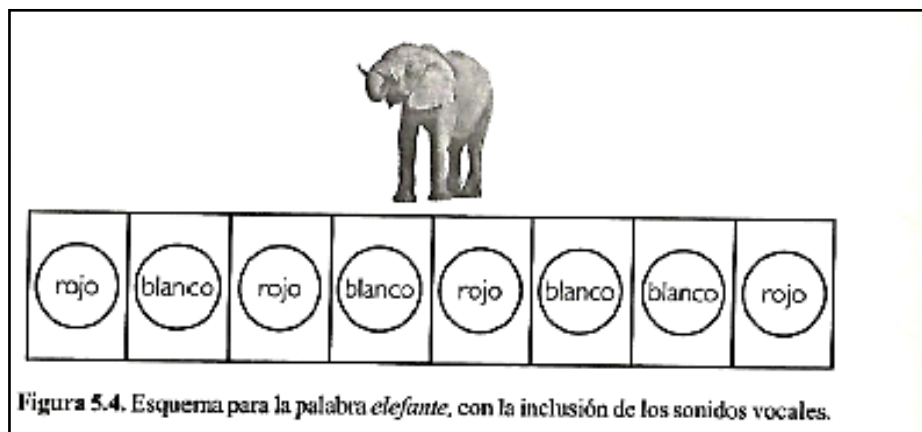 rojo blanco rojo blanco rojo blanco blanco rojo
Figura 5.4. Esquema para la palabra elefante, con la inclusión de los sonidos vocales.